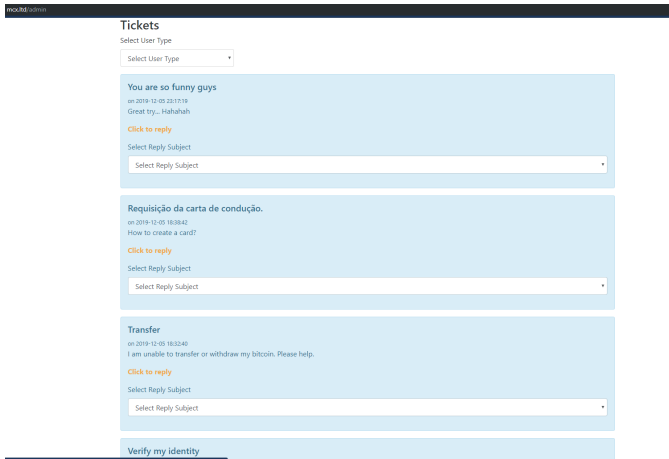 mcx.ltd/admin
Tickets
Select User Type
Select User Type
You are so funny guys
on 2019-12-05 22:17:19
Great try... Hahahah
Click to reply
Select Reply Subject
Select Reply Subject
Requisição da carta de condução.
on 2019-12-05 18:38:42
How to create a card?
Click to reply
Select Reply Subject
Select Reply Subject
Transfer
on 2019-12-05 18:32:40
I am unable to transfer or withdraw my bitcoin. Please help.
Click to reply
Select Reply Subject
Select Reply Subject
Verify my identity